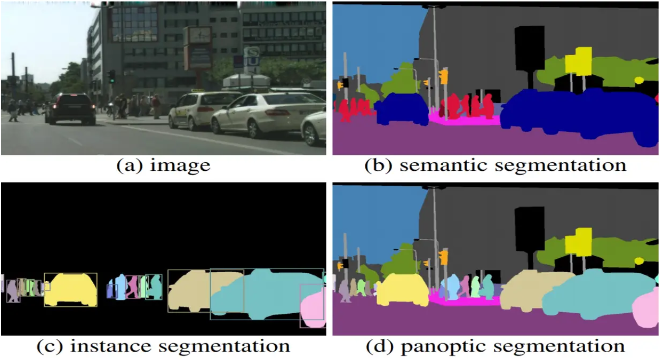 (a) image
(b) semantic segmentation
(c) instance segmentation
(d) panoptic segmentation